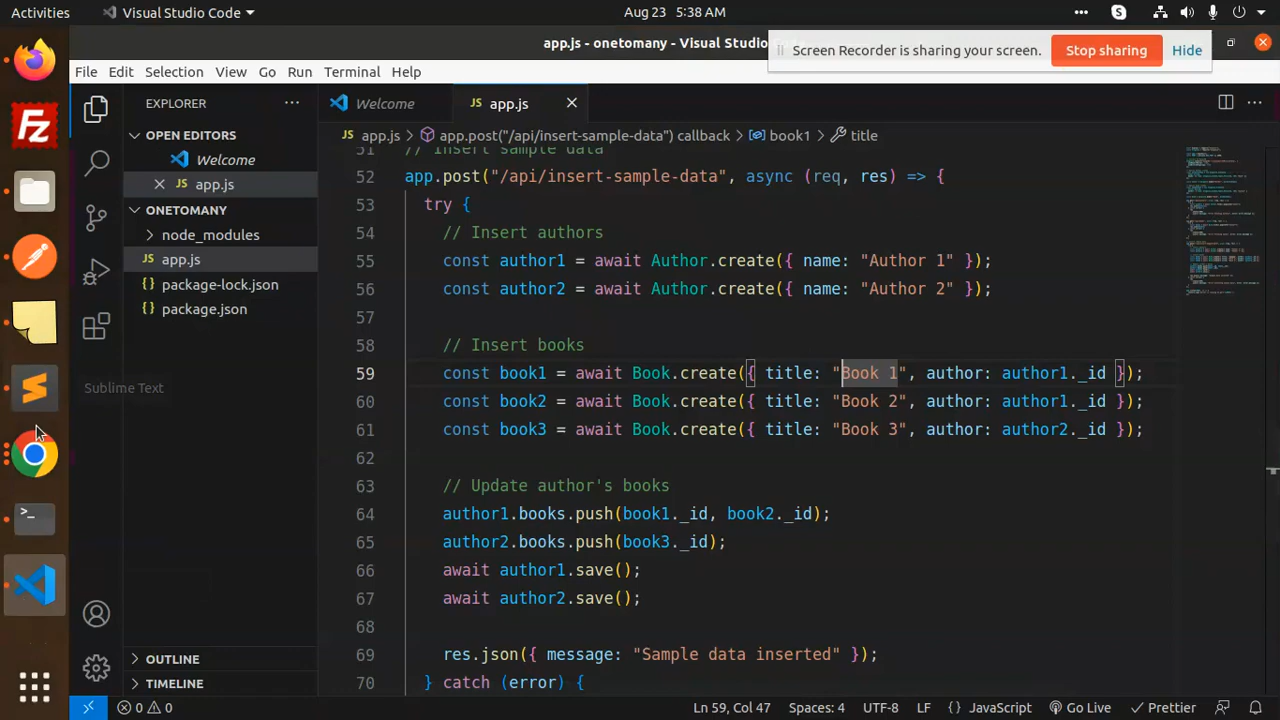 Activities
Visual Studio Code
Aug 23 5:38 AM
app.js - onetomany - Visual Studio
Screen Recorder is sharing your screen.
Stop sharing
Hide
File Edit Selection View Go Run Terminal Help
EXPLORER
OPEN EDITORS
Welcome
app.js
ONETOMANY
node_modules
app.js
package-lock.json
package.json
OUTLINE
TIMELINE
Sublime Text
Welcome
app.js
app.js > app.post("/api/insert-sample-data") callback > book1 > title
51 // Insert sample data
52 app.post("/api/insert-sample-data", async (req, res) => {
53 try {
54 // Insert authors
55 const author1 = await Author.create({ name: "Author 1" });
56 const author2 = await Author.create({ name: "Author 2" });
57
58 // Insert books
59 const book1 = await Book.create({ title: "Book 1", author: author1._id });
60 const book2 = await Book.create({ title: "Book 2", author: author1._id });
61 const book3 = await Book.create({ title: "Book 3", author: author2._id });
62
63 // Update author's books
64 author1.books.push(book1._id, book2._id);
65 author2.books.push(book3._id);
66 await author1.save();
67 await author2.save();
68
69 res.json({ message: "Sample data inserted" });
70 } catch (error) {
0 0
Ln 59, Col 47
Spaces: 4
UTF-8
LF
{} JavaScript
Go Live
Prettier